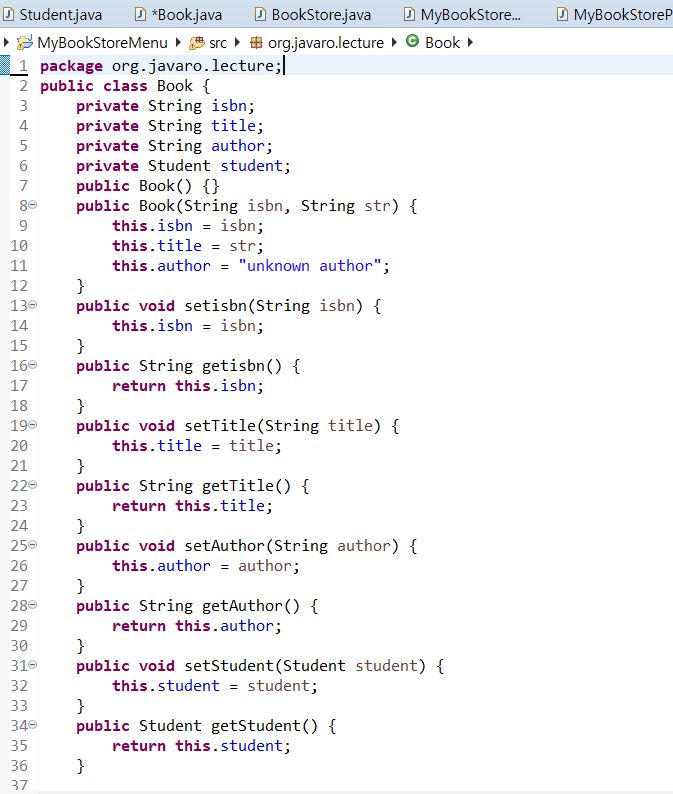 Student.java *Book.java BookStore.java MyBookStore... MyBookStoreP
MyBookStoreMenu src org.javaro.lecture Book
1 package org.javaro.lecture;
2 public class Book {
3     private String isbn;
4     private String title;
5     private String author;
6     private Student student;
7     public Book() {}
8     public Book(String isbn, String str) {
9         this.isbn = isbn;
10         this.title = str;
11         this.author = "unknown author";
12     }
13     public void setisbn(String isbn) {
14         this.isbn = isbn;
15     }
16     public String getisbn() {
17         return this.isbn;
18     }
19     public void setTitle(String title) {
20         this.title = title;
21     }
22     public String getTitle() {
23         return this.title;
24     }
25     public void setAuthor(String author) {
26         this.author = author;
27     }
28     public String getAuthor() {
29         return this.author;
30     }
31     public void setStudent(Student student) {
32         this.student = student;
33     }
34     public Student getStudent() {
35         return this.student;
36     }
37